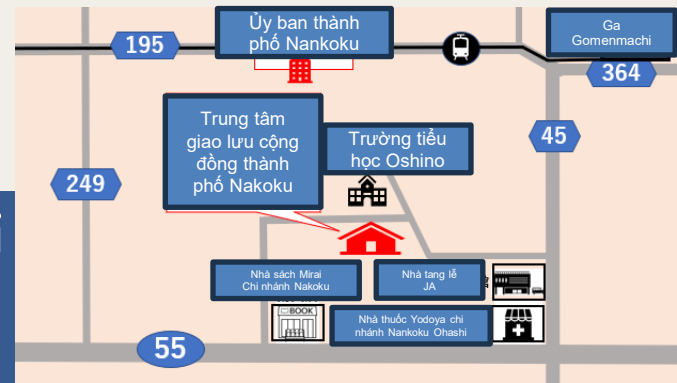 Ủy ban thành
phố Nankoku
Ga
Gomenmachi
195
364
Trung tâm
giao lưu cộng
đồng thành
phố Nakoku
Trường tiểu
học Oshino
45
249
Nhà sách Mirai
Chi nhánh Nakoku
Nhà tang lễ
JA
BOOK
Nhà thuốc Yodoya chi
nhánh Nankoku Ohashi
55